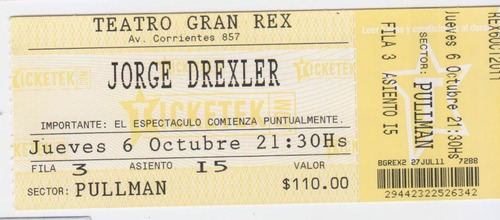 TEATRO GRAN REX
Av. Corrientes 857
TICKETEK
JORGE DREXLER
TICKETEK
IMPORTANTE: EL ESPECTACULO COMIENZA PUNTUALMENTE.
Jueves 6 Octubre 21:30Hs
FILA 3 ASIENTO 15 VALOR
SECTOR: PULLMAN $110.00
Jueves 6 Octubre 21:30Hs
SECTOR: PULLMAN
FILA 3 ASIENTO 15
REX6OCT2011
BGREX2 27JUL11 7288
29442322526342